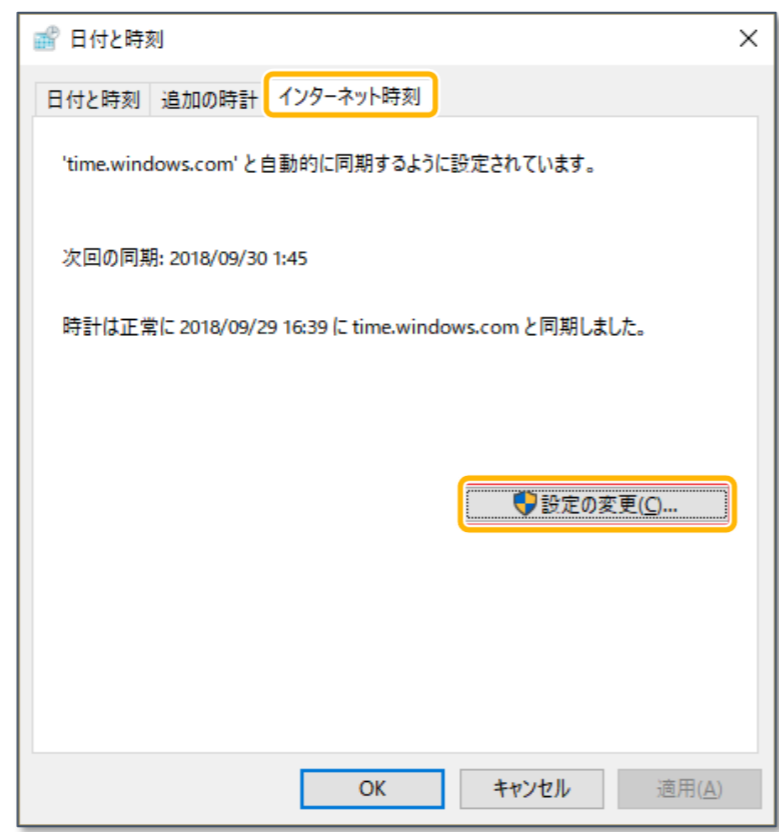 日付と時刻
日付と時刻 追加の時計 インターネット時刻
'time.windows.com' と自動的に同期するように設定されています。
次回の同期: 2018/09/30 1:45
時計は正常に 2018/09/29 16:39 に time.windows.com と同期しました。
設定の変更(C)...
OK キャンセル 適用(A)